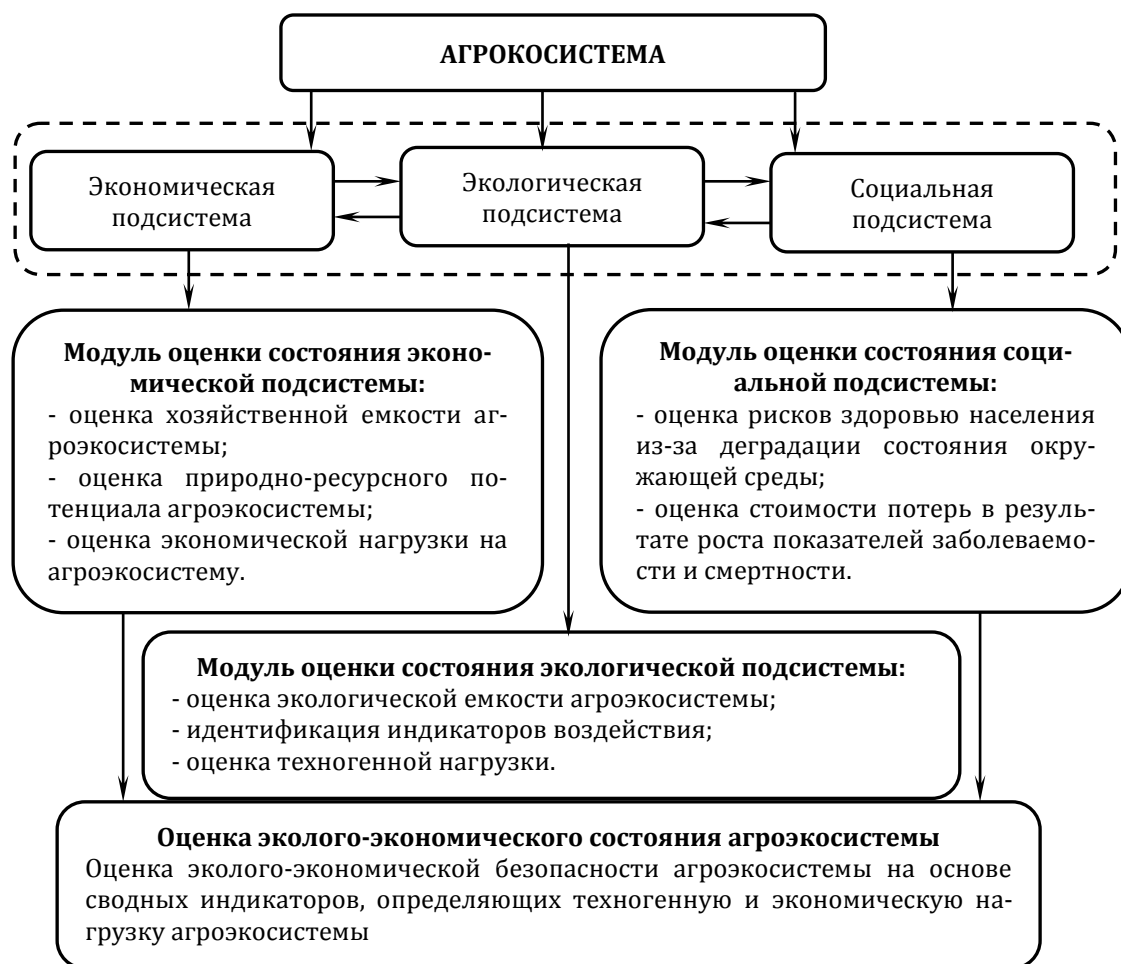 АГРОКОСИСТЕМА
Экономическая
подсистема
Экологическая
подсистема
Социальная
подсистема
Модуль оценки состояния эконо-
мической подсистемы:
- оценка хозяйственной емкости аг-
роэкосистемы;
- оценка природно-ресурсного по-
тенциала агроэкосистемы;
- оценка экономической нагрузки на
агроэкосистему.
Модуль оценки состояния соци-
альной подсистемы:
- оценка рисков здоровью населения
из-за деградации состояния окру-
жающей среды;
- оценка стоимости потерь в резуль-
тате роста показателей заболеваемо-
сти и смертности.
Модуль оценки состояния экологической подсистемы:
- оценка экологической емкости агроэкосистемы;
- идентификация индикаторов воздействия;
- оценка техногенной нагрузки.
Оценка эколого-экономического состояния агроэкосистемы
Оценка эколого-экономической безопасности агроэкосистемы на основе
сводных индикаторов, определяющих техногенную и экономическую на-
грузку агроэкосистемы